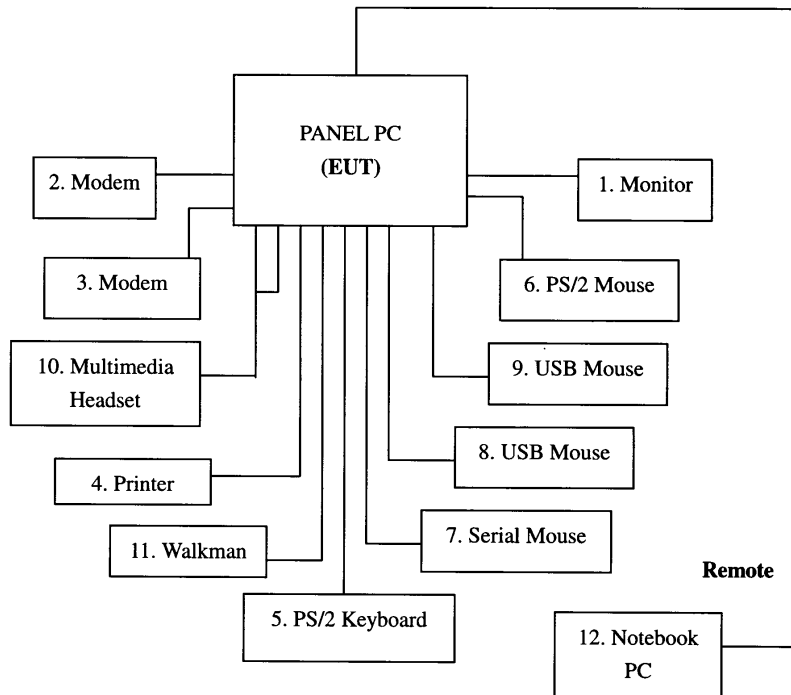 PANEL PC
(EUT)
2. Modem
1. Monitor
3. Modem
6. PS/2 Mouse
10. Multimedia
Headset
9. USB Mouse
8. USB Mouse
4. Printer
7. Serial Mouse
11. Walkman
Remote
5. PS/2 Keyboard
12. Notebook
PC